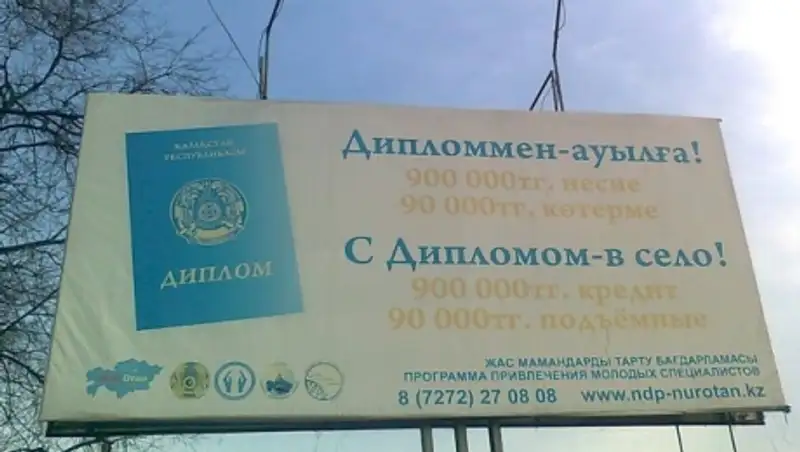 ҚАЗАҚСТАН
РЕСПУБЛИКАСЫ
ДИПЛОМ
Дипломмен-ауылға!
900 000тг. несие
90 000тг. көтерме
С Дипломом-в село!
900 000тг. кредит
90 000тг. подъёмные
ЖАС МАМАНДАРДЫ ТАРТУ БАҒДАРЛАМАСЫ
ПРОГРАММА ПРИВЛЕЧЕНИЯ МОЛОДЫХ СПЕЦИАЛИСТОВ
8 (7272) 27 08 08 www.ndp-nurotan.kz